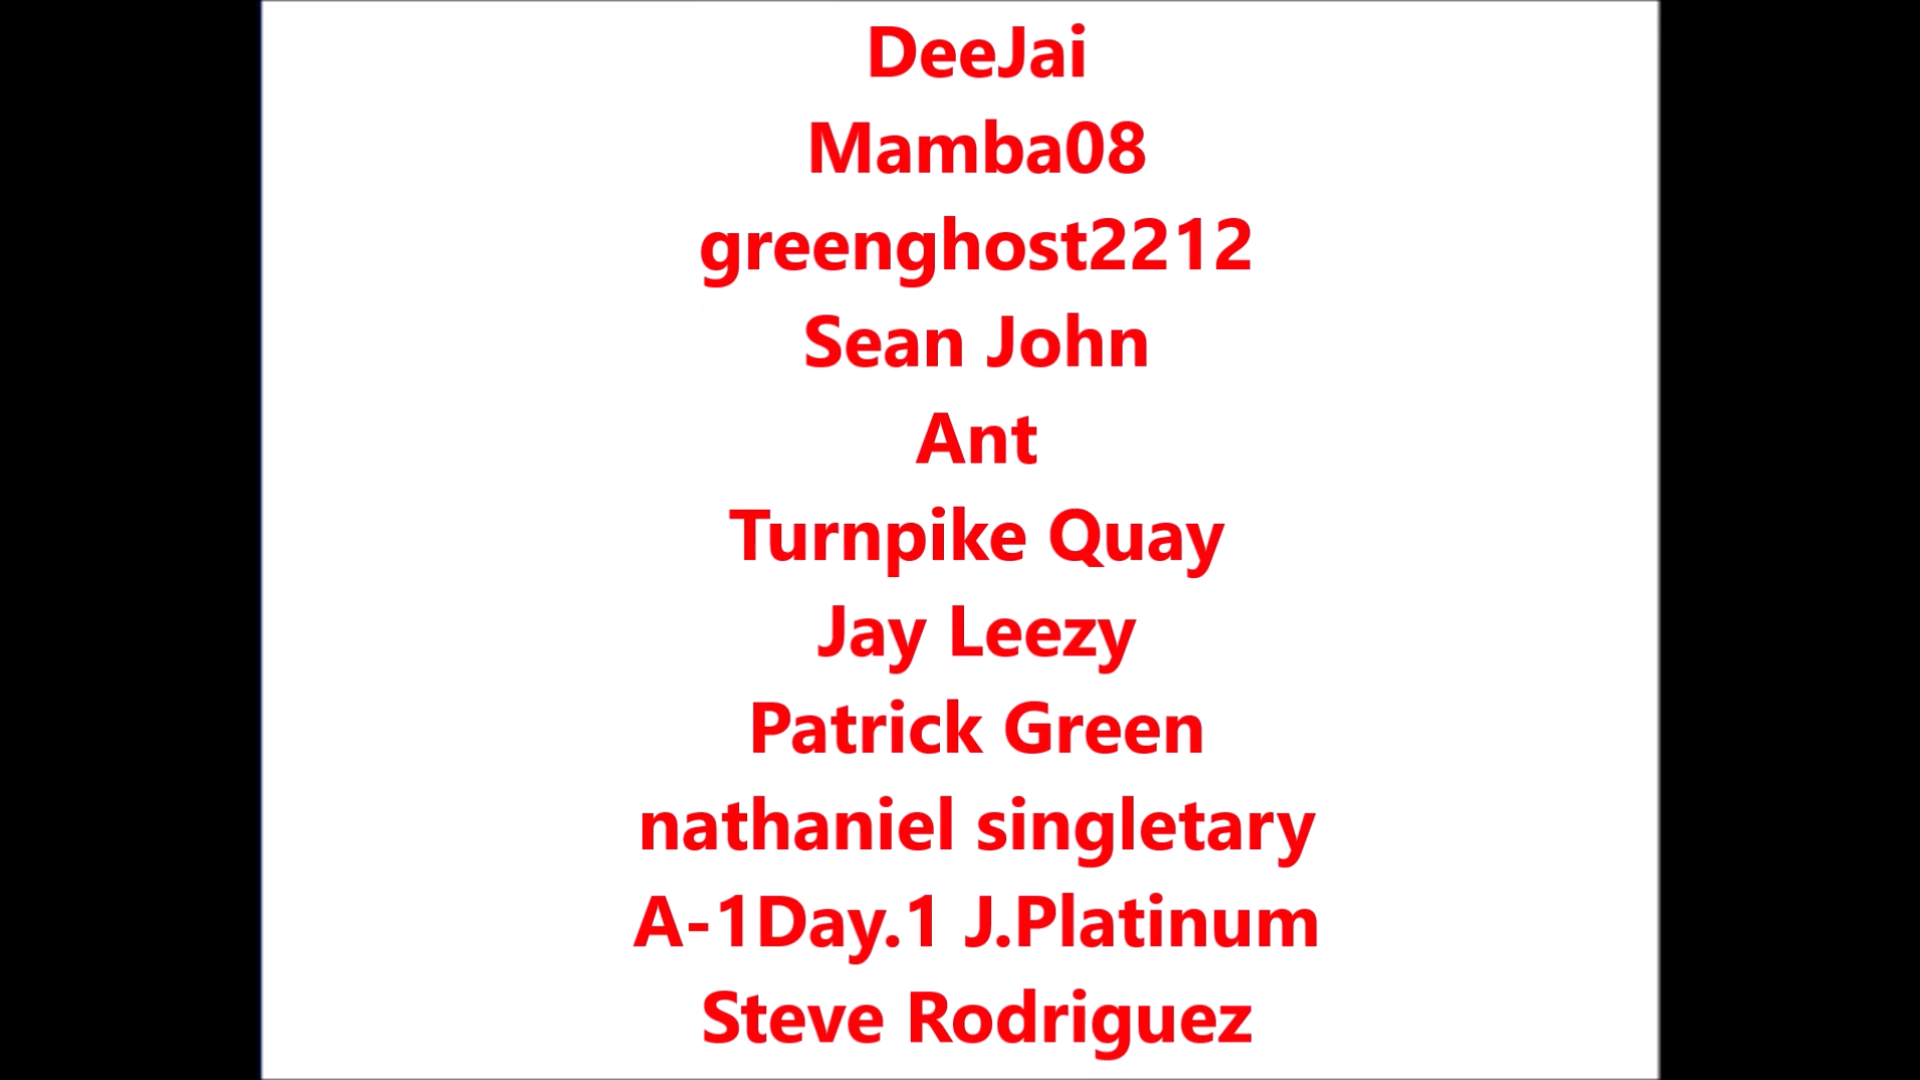 DeeJai
Mamba08
greenghost2212
Sean John
Ant
Turnpike Quay
Jay Leezy
Patrick Green
nathaniel singletary
A-1Day.1 J.Platinum
Steve Rodriguez